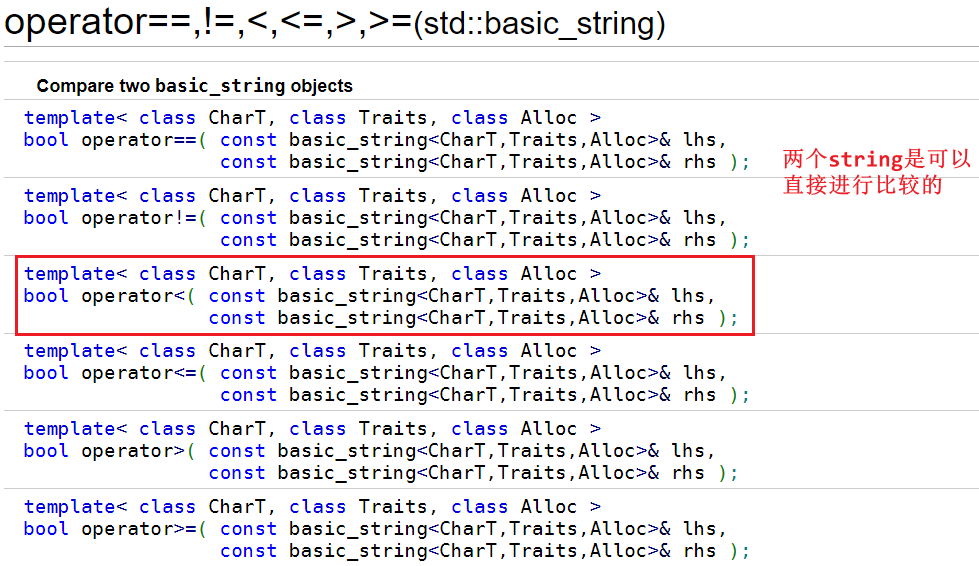 operator==,!=,<,<=,>,>=(std::basic_string)
Compare two basic_string objects
template< class CharT, class Traits, class Alloc >
bool operator==( const basic_string<CharT,Traits,Alloc>& lhs,
const basic_string<CharT,Traits,Alloc>& rhs );
两个string是可以
直接进行比较的
template< class CharT, class Traits, class Alloc >
bool operator!=( const basic_string<CharT,Traits,Alloc>& lhs,
const basic_string<CharT,Traits,Alloc>& rhs );
template< class CharT, class Traits, class Alloc >
bool operator<( const basic_string<CharT,Traits,Alloc>& lhs,
const basic_string<CharT,Traits,Alloc>& rhs );
template< class CharT, class Traits, class Alloc >
bool operator<=( const basic_string<CharT,Traits,Alloc>& lhs,
const basic_string<CharT,Traits,Alloc>& rhs );
template< class CharT, class Traits, class Alloc >
bool operator>( const basic_string<CharT,Traits,Alloc>& lhs,
const basic_string<CharT,Traits,Alloc>& rhs );
template< class CharT, class Traits, class Alloc >
bool operator>=( const basic_string<CharT,Traits,Alloc>& lhs,
const basic_string<CharT,Traits,Alloc>& rhs );